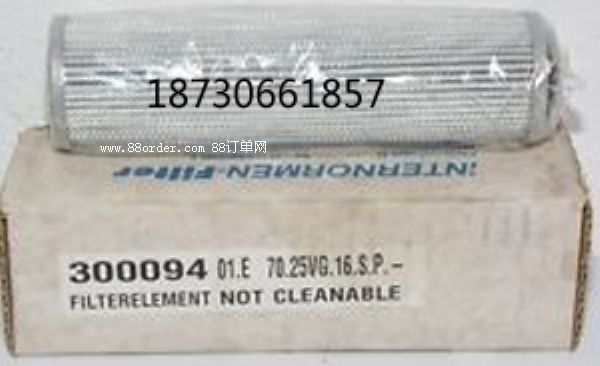 18730661857
www.88order.com 88订单网
iNTERNORMEN-Filter
300094 01.E 70.25VG.16.S.P.-
FILTERELEMENT NOT CLEANABLE